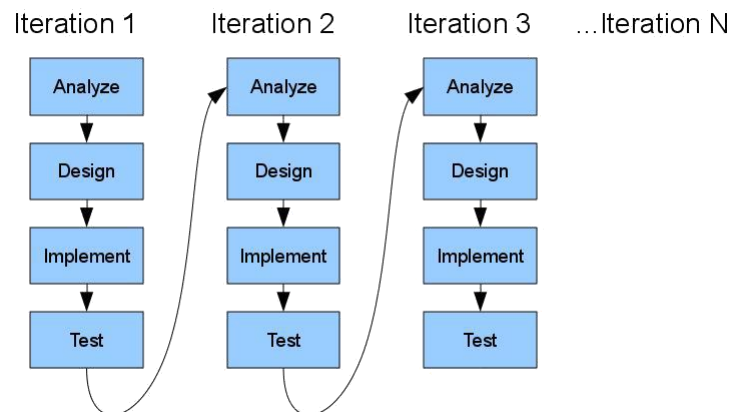 Iteration 1
Iteration 2
Iteration 3
...Iteration N
Analyze
Analyze
Analyze
Design
Design
Design
Implement
Implement
Implement
Test
Test
Test